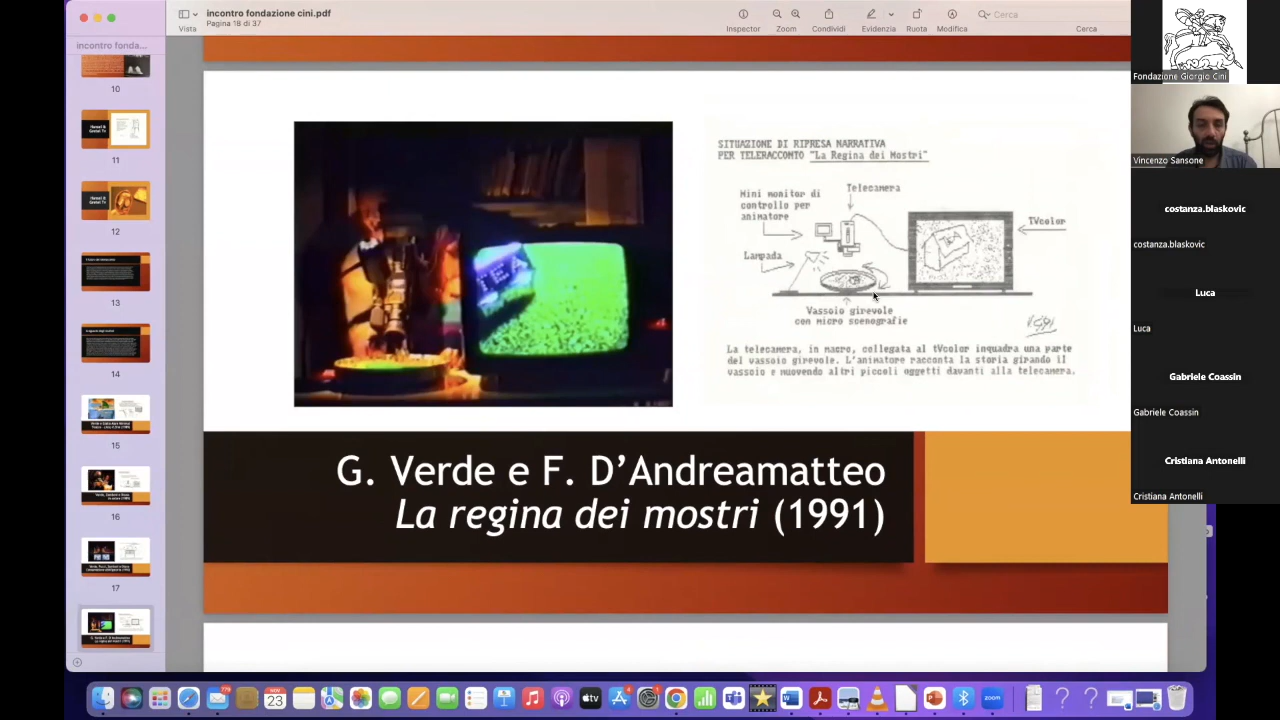 incontro fondazione cini.pdf
Pagina 18 di 37
Vista
Inspector
Zoom
Condividi
Evidenzia
Ruota
Modifica
Cerca
Cerca
incontro fonda...
10
11
12
13
14
15
16
17
SITUAZIONE DI RIPRESA NARRATIVA
PER TELERACCONTO "La Regina dei Mostri"
Mini monitor di
controllo per
animatore
Telecamera
TVcolor
Lampada
Vassoio girevole
con micro scenografie
La telecamera, in macro, collegata al TVcolor inquadra una parte
del vassoio girevole. L'animatore racconta la storia girando il
vassoio e muovendo altri piccoli oggetti davanti alla telecamera.
G. Verde e F. D'Andreamatteo
La regina dei mostri (1991)
Fondazione Giorgio Cini
Vincenzo Sansone
costanza.blaskovic
costanza.blaskovic
Luca
Luca
Gabriele Coassin
Gabriele Coassin
Cristiana Antonelli
Cristiana Antonelli
NOV
23
tv
zoom